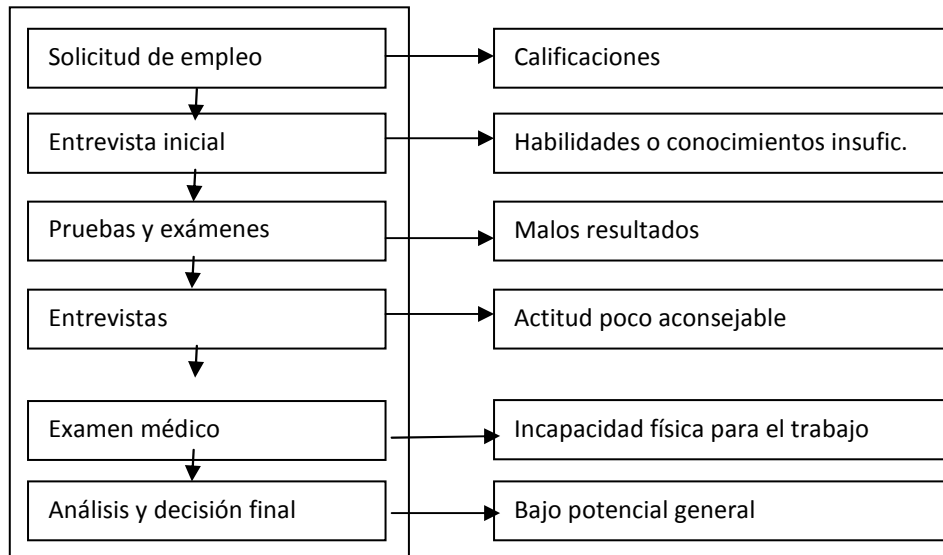 Solicitud de empleo
Calificaciones
Entrevista inicial
Habilidades o conocimientos insufic.
Pruebas y exámenes
Malos resultados
Entrevistas
Actitud poco aconsejable
Examen médico
Incapacidad física para el trabajo
Análisis y decisión final
Bajo potencial general